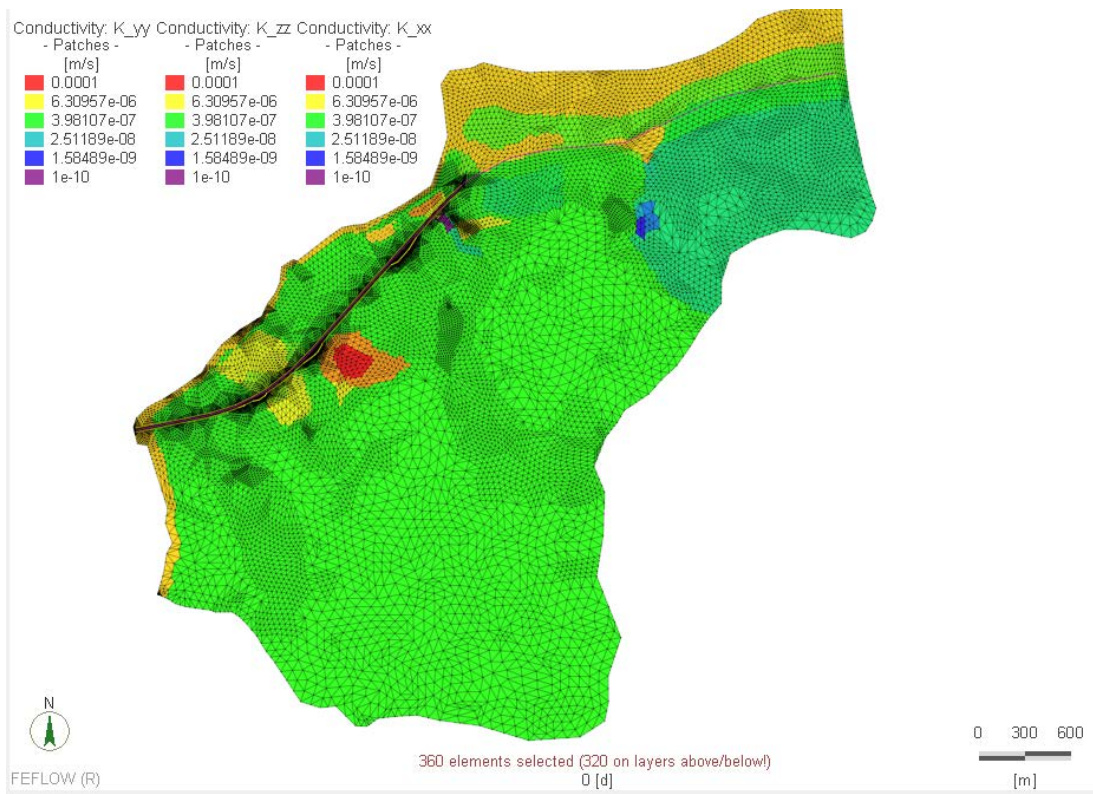 Conductivity: K_yy Conductivity: K_zz Conductivity: K_xx
- Patches - - Patches - - Patches -
[m/s] [m/s] [m/s]
0.0001 0.0001 0.0001
6.30957e-06 6.30957e-06 6.30957e-06
3.98107e-07 3.98107e-07 3.98107e-07
2.51189e-08 2.51189e-08 2.51189e-08
1.58489e-09 1.58489e-09 1.58489e-09
1e-10 1e-10 1e-10
N
0 300 600
360 elements selected (320 on layers above/below!)
FEFLOW (R) 0 [d] [m]